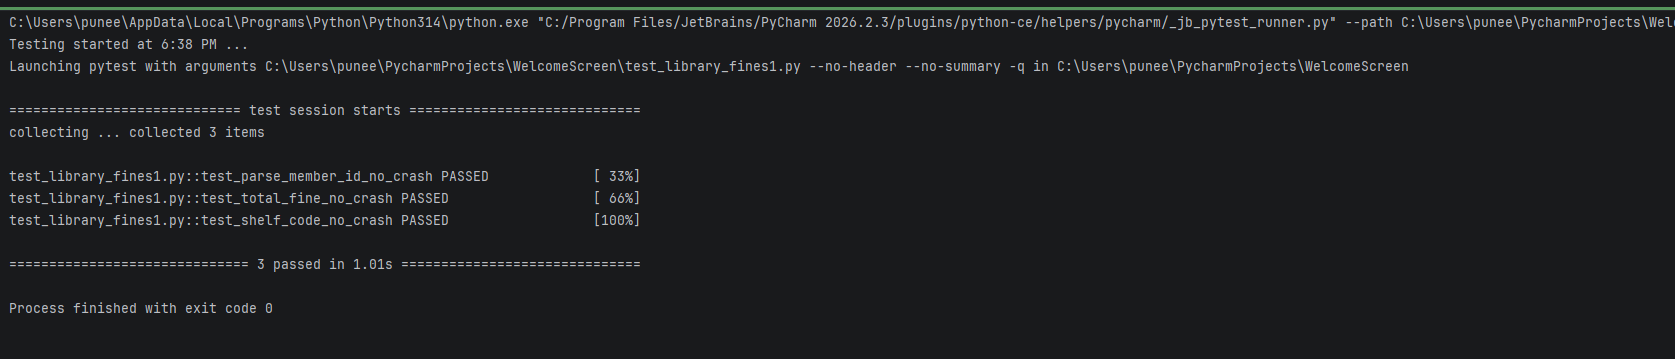 C:\Users\punee\AppData\Local\Programs\Python\Python314\python.exe "C:/Program Files/JetBrains/PyCharm 2026.2.3/plugins/python-ce/helpers/pycharm/_jb_pytest_runner.py" --path C:\Users\punee\PycharmProjects\Wel
Testing started at 6:38 PM ...
Launching pytest with arguments C:\Users\punee\PycharmProjects\WelcomeScreen\test_library_fines1.py --no-header --no-summary -q in C:\Users\punee\PycharmProjects\WelcomeScreen
============================= test session starts =============================
collecting ... collected 3 items
test_library_fines1.py::test_parse_member_id_no_crash PASSED             [ 33%]
test_library_fines1.py::test_total_fine_no_crash PASSED                  [ 66%]
test_library_fines1.py::test_shelf_code_no_crash PASSED                  [100%]
============================== 3 passed in 1.01s ==============================
Process finished with exit code 0